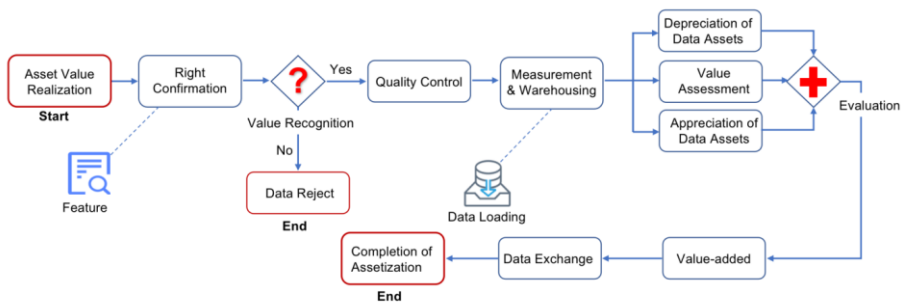 Asset Value
Realization
Start
Right
Confirmation
Feature
Value Recognition
Yes
No
Data Reject
End
Quality Control
Measurement
& Warehousing
Data Loading
Depreciation of
Data Assets
Value
Assessment
Appreciation of
Data Assets
Evaluation
Value-added
Data Exchange
Completion of
Assetization
End